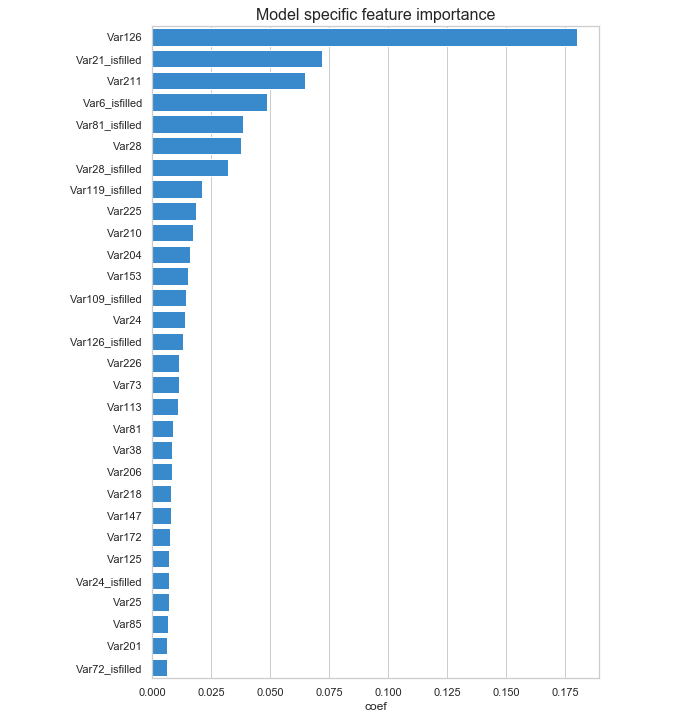 Model specific feature importance
Var126
Var21_isfilled
Var211
Var6_isfilled
Var81_isfilled
Var28
Var28_isfilled
Var119_isfilled
Var225
Var210
Var204
Var153
Var109_isfilled
Var24
Var126_isfilled
Var226
Var73
Var113
Var81
Var38
Var206
Var218
Var147
Var172
Var125
Var24_isfilled
Var25
Var85
Var201
Var72_isfilled
0.000 0.025 0.050 0.075 0.100 0.125 0.150 0.175
coef